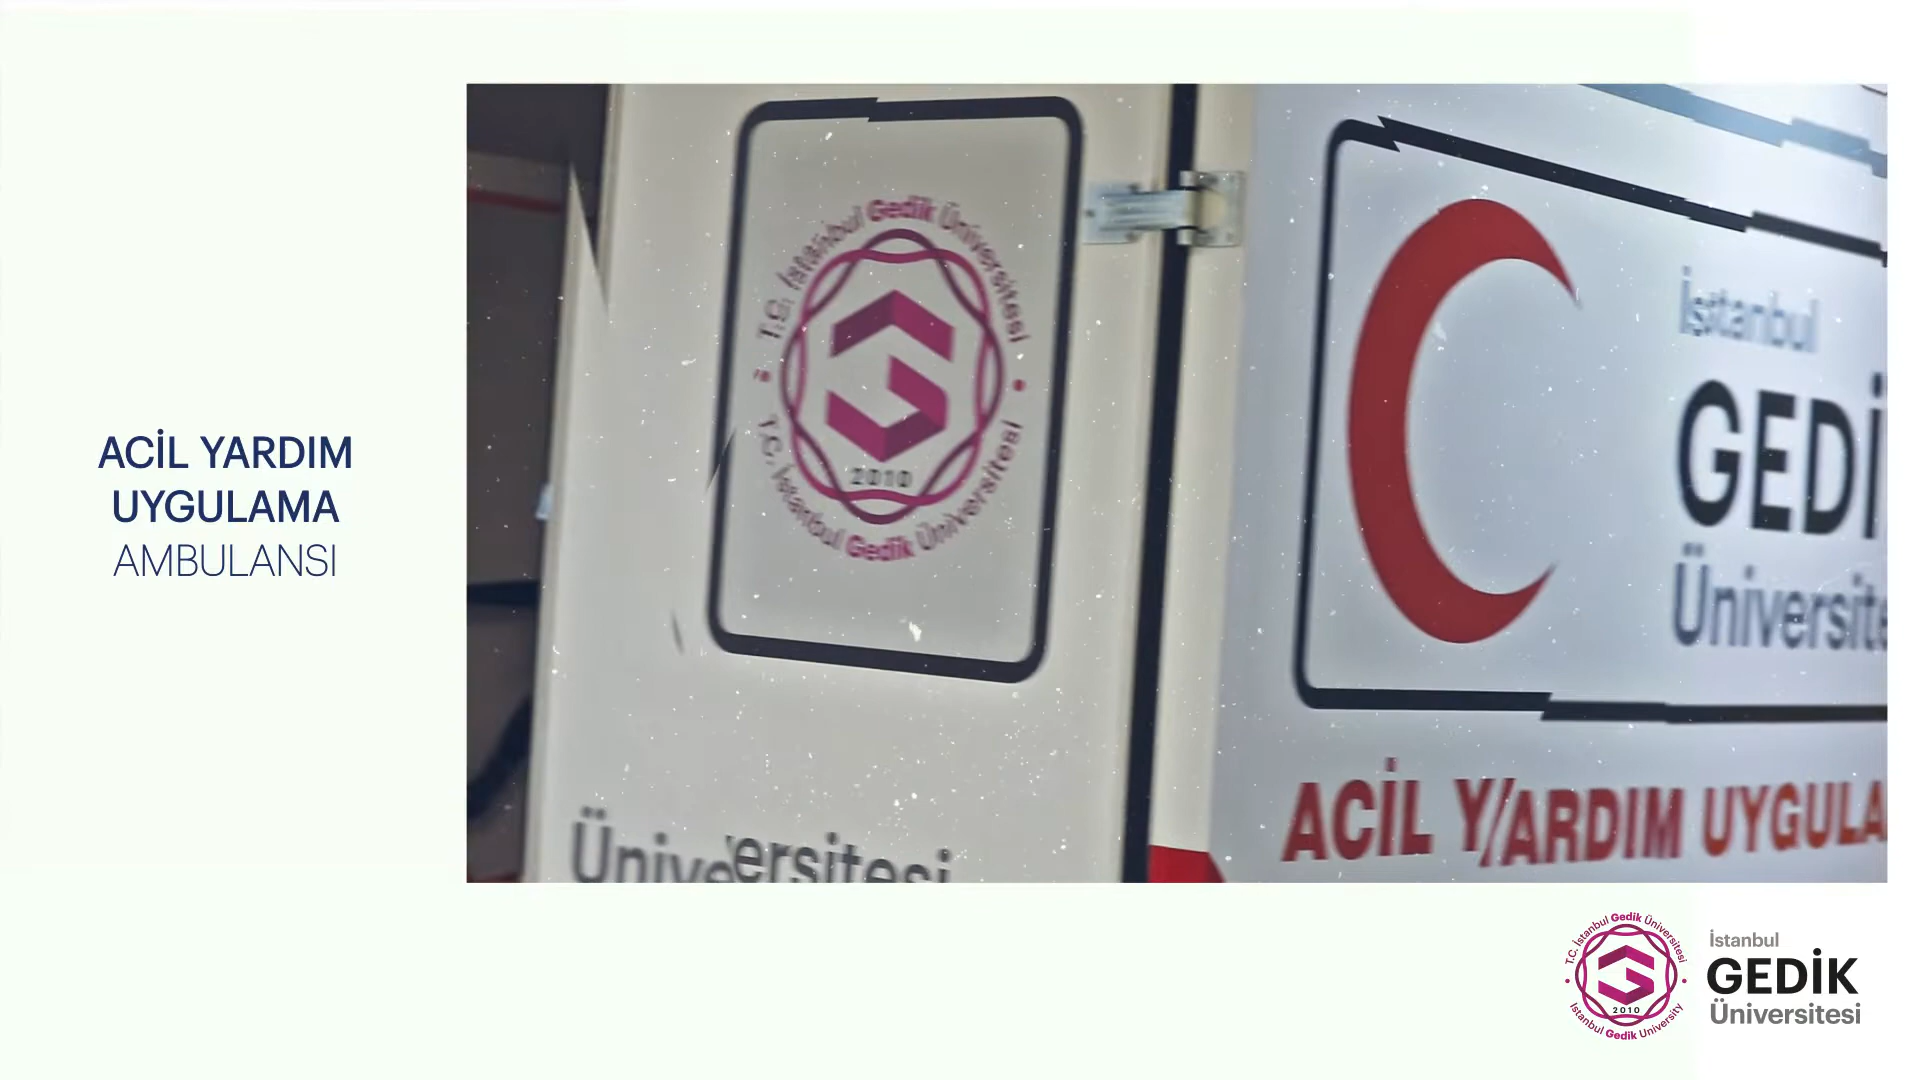 ACİL YARDIM
UYGULAMA
AMBULANSI
T.C. İstanbul Gedik Üniversitesi
2010
T.C. İstanbul Gedik Üniversitesi
Üniversitesi
İstanbul
GEDİ
Üniversite
ACİL YARDIM UYGULA
T.C. İstanbul Gedik Üniversitesi
2010
Istanbul Gedik University
İstanbul
GEDİK
Üniversitesi